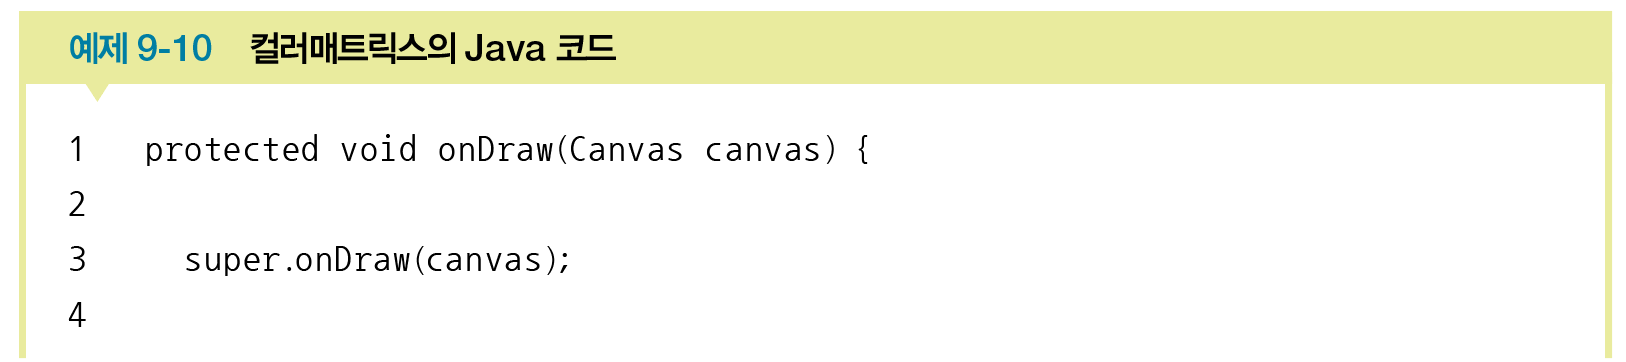 예제 9-10 컬러매트릭스의 Java 코드
1 protected void onDraw(Canvas canvas) {
2
3 super.onDraw(canvas);
4